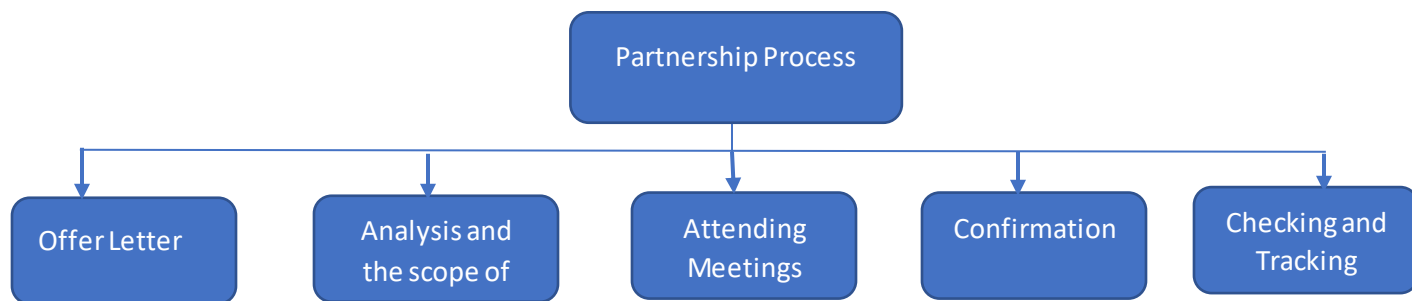 Partnership Process
Offer Letter
Analysis and
the scope of
Attending
Meetings
Confirmation
Checking and
Tracking